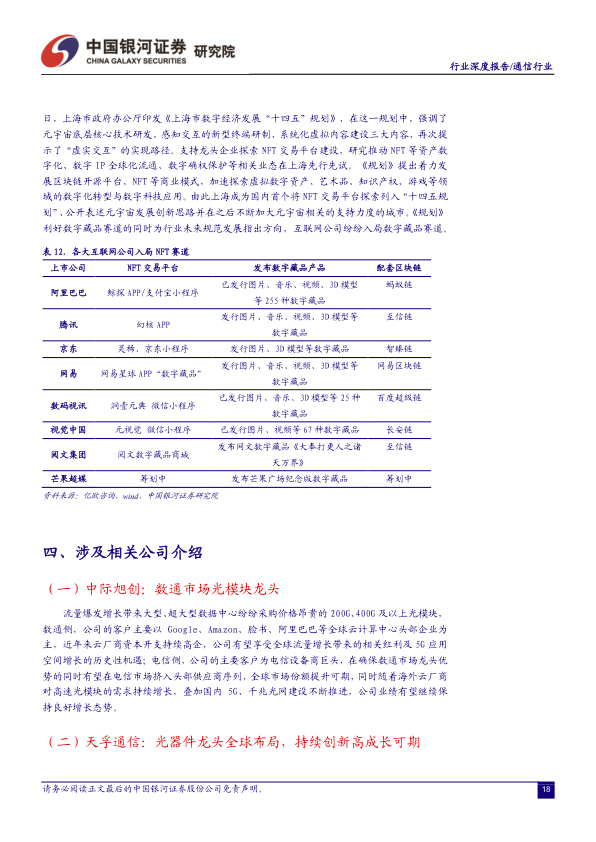 中国银河证券 研究院
CHINA GALAXY SECURITIES
行业深度报告/通信行业
日，上海市政府办公厅印发《上海市数字经济发展“十四五”规划》，在这一规划中，强调了
元宇宙底层核心技术研发、感知交互的新型终端研制、系统化虚拟内容建设三大内容，再次提
示了“虚实交互”的实现路径。支持龙头企业探索 NFT 交易平台建设，研究推动 NFT 等资产数
字化、数字 IP 全球化流通、数字确权保护等相关业态在上海先行先试。《规划》提出着力发
展区块链开源平台、NFT 等商业模式，加速探索虚拟数字资产、艺术品、知识产权、游戏等领
域的数字化转型与数字科技应用。由此上海成为国内首个将 NFT 交易平台探索列入“十四五规
划”、公开表述元宇宙发展创新思路并在之后不断加大元宇宙相关的支持力度的城市。《规划》
利好数字藏品赛道的同时为行业未来规范发展指出方向，互联网公司纷纷入局数字藏品赛道。
表 12. 各大互联网公司入局 NFT 赛道
上市公司 NFT 交易平台 发布数字藏品产品 配套区块链
阿里巴巴 鲸探 APP/支付宝小程序 已发行图片、音乐、视频、3D 模型 蚂蚁链
等 255 种数字藏品
腾讯 幻核 APP 发行图片、音乐、视频、3D 模型等 至信链
数字藏品
京东 灵稀、京东小程序 发行图片、3D 模型等数字藏品 智臻链
网易 网易星球 APP“数字藏品” 发行图片、音乐、视频、3D 模型等 网易区块链
数字藏品
数码视讯 洞壹元典 微信小程序 已发行图片、音乐、3D 模型等 25 种 百度超级链
数字藏品
视觉中国 元视觉 微信小程序 已发行图片、视频等 67 种数字藏品 长安链
阅文集团 阅文数字藏品商城 发布网文数字藏品《大奉打更人之诸 至信链
天万界》
芒果超媒 筹划中 发布芒果广场纪念版数字藏品 筹划中
资料来源：亿欧咨询，wind，中国银河证券研究院
四、涉及相关公司介绍
（一）中际旭创：数通市场光模块龙头
流量爆发增长带来大型、超大型数据中心纷纷采购价格昂贵的 200G、400G 及以上光模块，
数通侧，公司的客户主要以 Google、Amazon、脸书、阿里巴巴等全球云计算中心头部企业为
主，近年来云厂商资本开支持续高企，公司有望享受全球流量增长带来的相关红利及 5G 应用
空间增长的历史性机遇；电信侧，公司的主要客户为电信设备商巨头，在确保数通市场龙头优
势的同时有望在电信市场挤入头部供应商序列，全球市场份额提升可期，同时随着海外云厂商
对高速光模块的需求持续增长，叠加国内 5G、千兆光网建设不断推进，公司业绩有望继续保
持良好增长态势。
（二）天孚通信：光器件龙头全球布局，持续创新高成长可期
请务必阅读正文最后的中国银河证券股份公司免责声明。
18